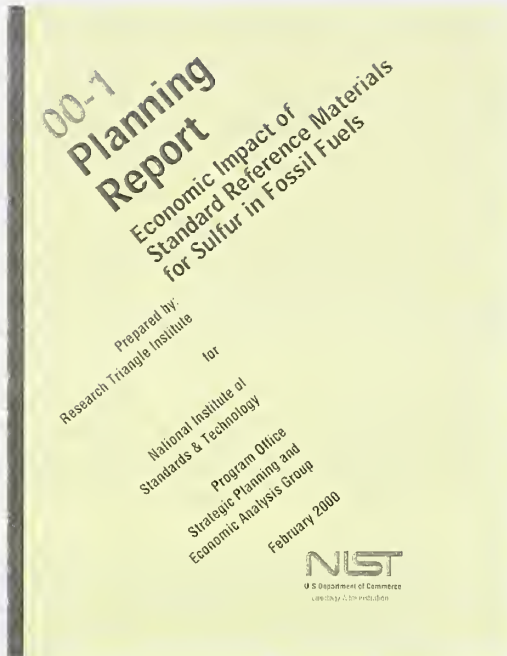 00-1
Planning
Report
Economic Impact of
Standard Reference Materials
for Sulfur in Fossil Fuels
Prepared by:
Research Triangle Institute
for
National Institute of
Standards & Technology
Program Office
Strategic Planning and
Economic Analysis Group
February 2000
NIST
U S Department of Commerce
Technology Administration